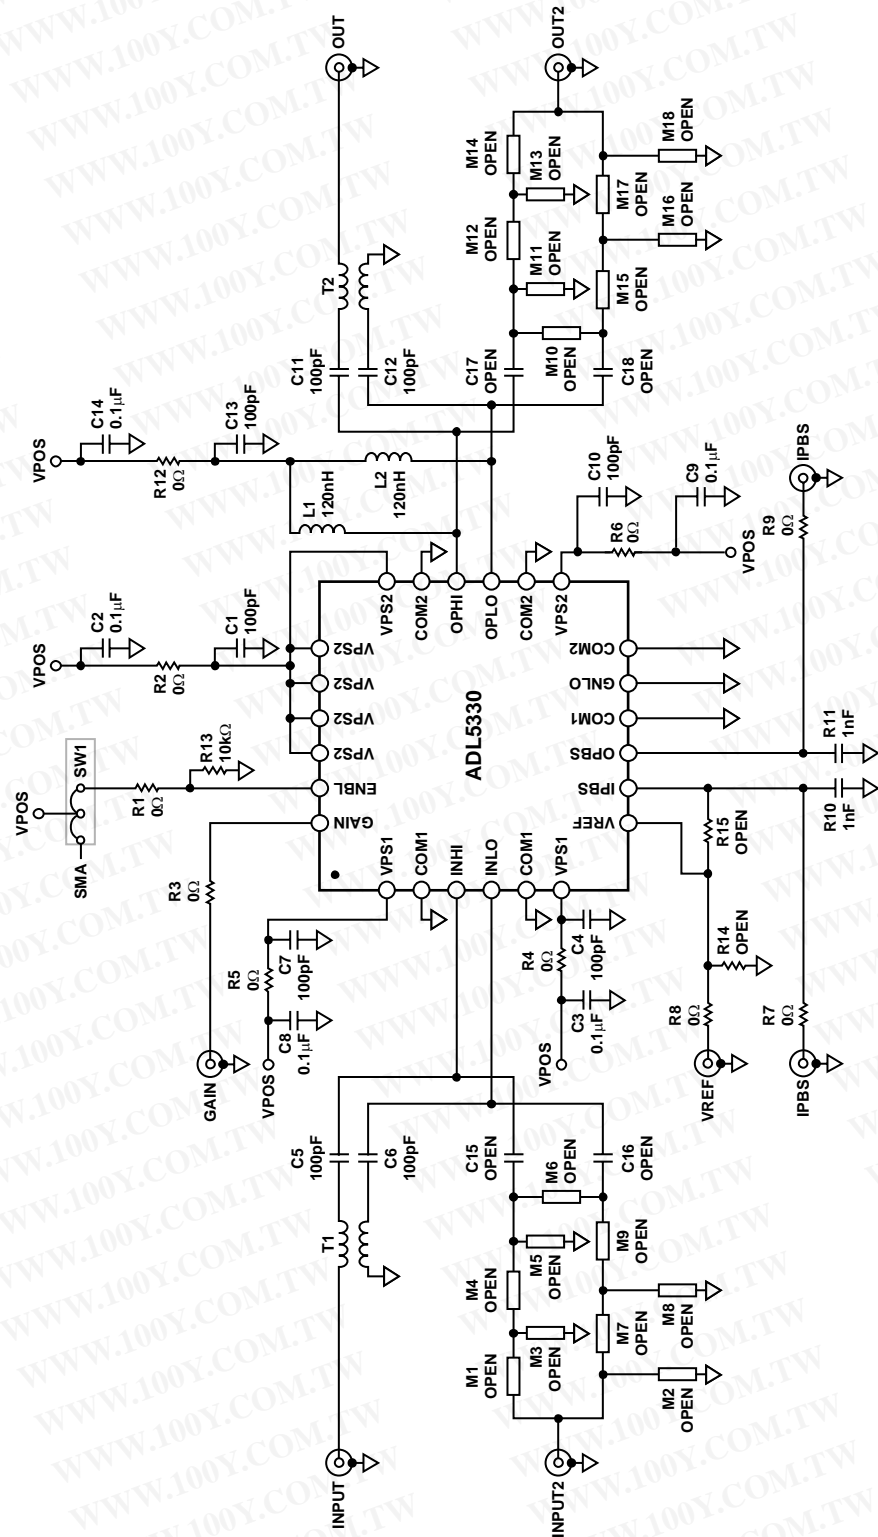 INPUT
T1
C5
100pF
C6
100pF
INPUT2
M1
OPEN
M4
OPEN
M3
OPEN
M5
OPEN
M6
OPEN
M2
OPEN
M7
OPEN
M8
OPEN
M9
OPEN
C15
OPEN
C16
OPEN
GAIN
R3
0Ω
VPOS
C8
0.1µF
R5
0Ω
C7
100pF
VPOS
C3
0.1µF
R4
0Ω
C4
100pF
VREF
R8
0Ω
R14
OPEN
R15
OPEN
IPBS
R7
0Ω
R10
1nF
R11
1nF
R9
0Ω
IPBS
SMA
SW1
VPOS
R1
0Ω
R13
10kΩ
VPOS
C2
0.1µF
R2
0Ω
C1
100pF
VPOS
C14
0.1µF
R12
0Ω
C13
100pF
L1
120nH
L2
120nH
ADL5330
GAIN
ENBL
VPS2
VPS2
VPS2
VPS2
VPS1
COM1
INHI
INLO
COM1
VPS1
VREF
IPBS
OPBS
COM1
GNLO
COM2
VPS2
COM2
OPHI
OPLO
COM2
VPS2
C10
100pF
R6
0Ω
C9
0.1µF
VPOS
C11
100pF
C12
100pF
T2
OUT
C17
OPEN
C18
OPEN
M10
OPEN
M11
OPEN
M12
OPEN
M13
OPEN
M14
OPEN
M15
OPEN
M16
OPEN
M17
OPEN
M18
OPEN
OUT2
WWW.100Y.COM.TW